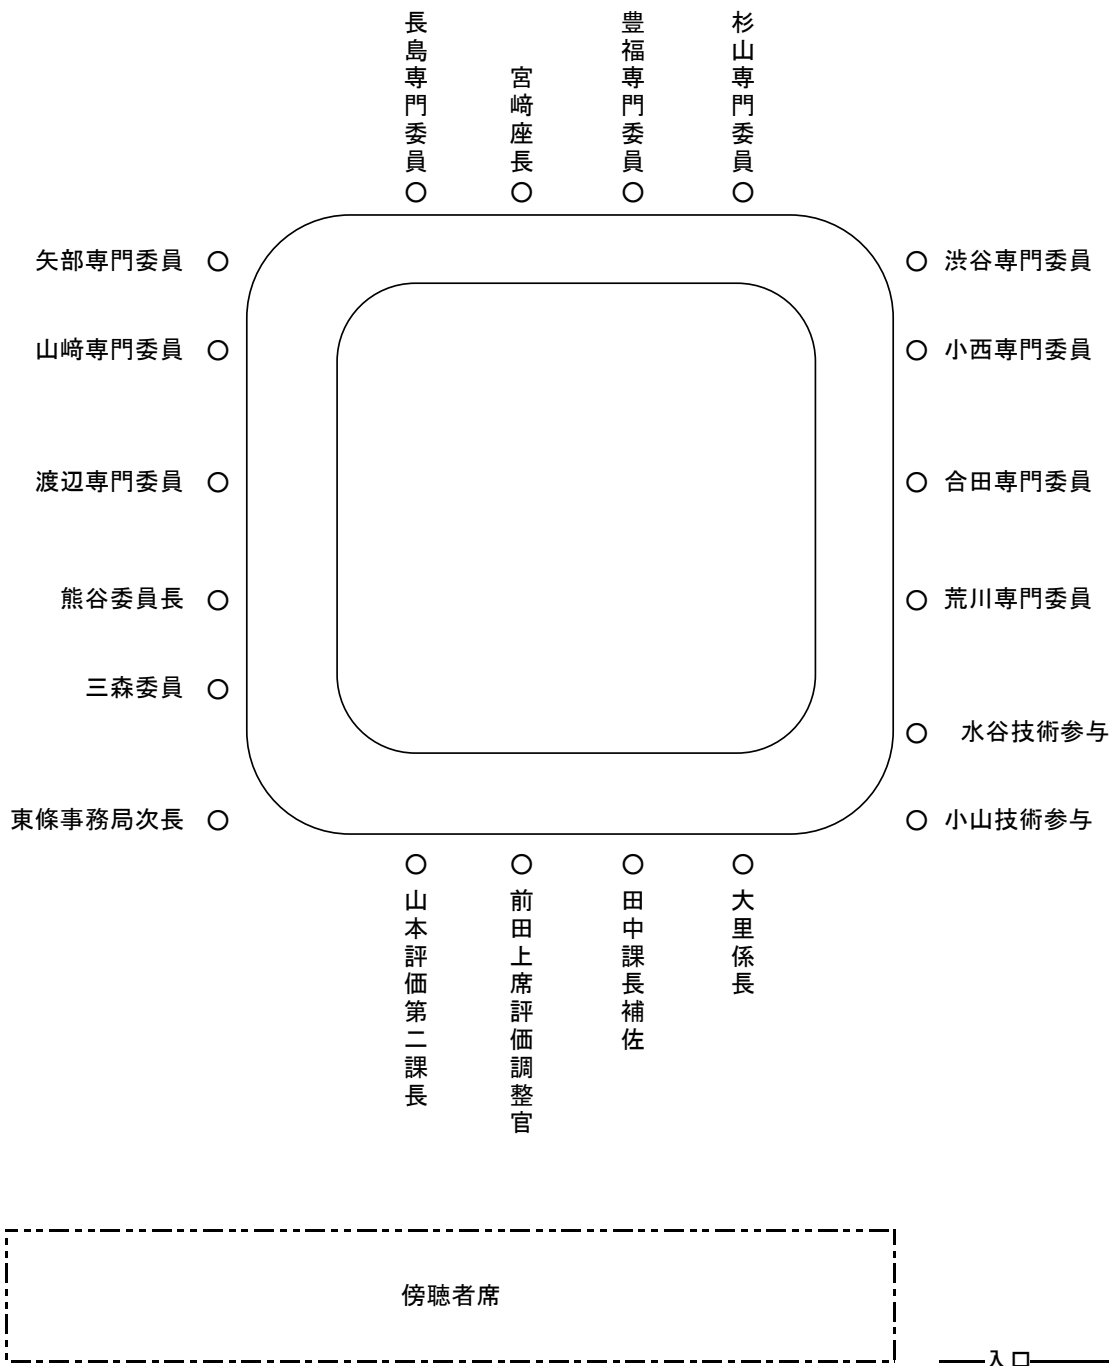 長島専門委員
宮﨑座長
豊福専門委員
杉山専門委員
矢部専門委員
渋谷専門委員
山﨑専門委員
小西専門委員
渡辺専門委員
合田専門委員
熊谷委員長
荒川専門委員
三森委員
水谷技術参与
東條事務局次長
小山技術参与
山本評価第二課長
前田上席評価調整官
田中課長補佐
大里係長
傍聴者席
入口